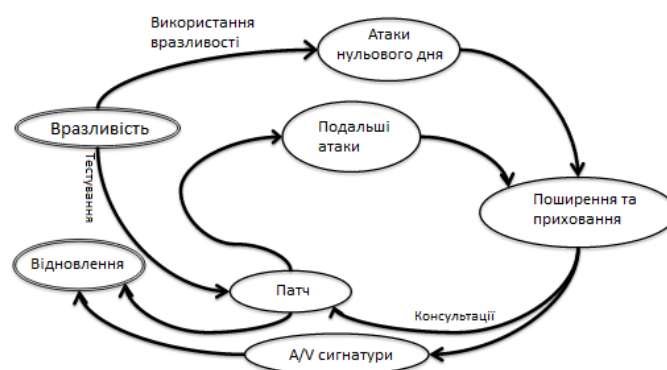 Використання
вразливості
Атаки
нульового дня
Вразливість
Подальші
атаки
Тестування
Поширення та
приховання
Відновлення
Патч
Консультації
A/V сигнатури